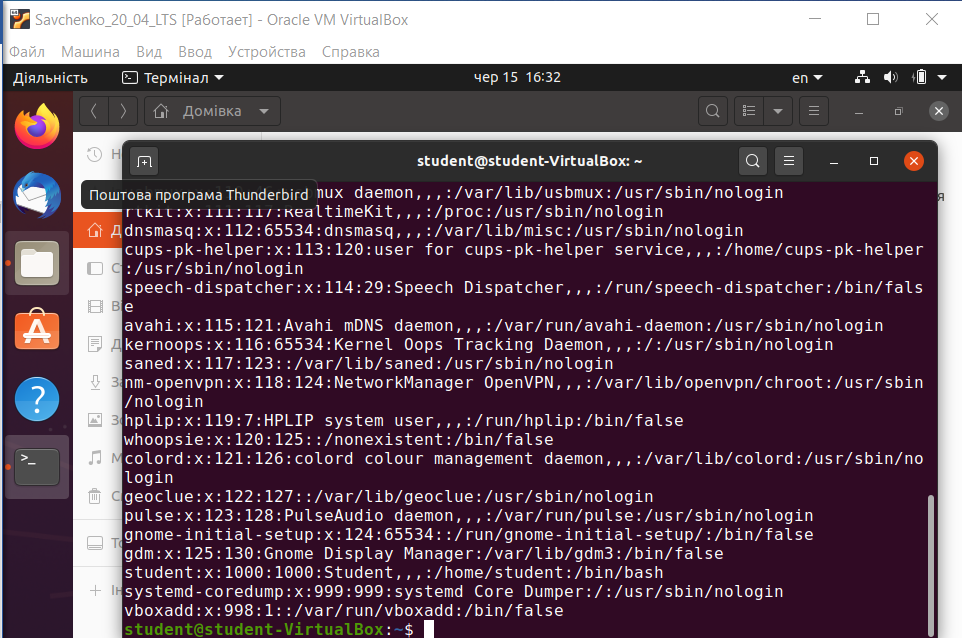 Savchenko_20_04_LTS [Работает] - Oracle VM VirtualBox
Файл Машина Вид Ввод Устройства Справка
Діяльність Термінал чер 15 16:32 en
Домівка
student@student-VirtualBox: ~
Поштова програма Thunderbird
mux daemon,,,:/var/lib/usbmux:/usr/sbin/nologin
rtkit:x:111:117:RealtimeKit,,,:/proc:/usr/sbin/nologin
dnsmasq:x:112:65534:dnsmasq,,,:/var/lib/misc:/usr/sbin/nologin
cups-pk-helper:x:113:120:user for cups-pk-helper service,,,:/home/cups-pk-helper
:/usr/sbin/nologin
speech-dispatcher:x:114:29:Speech Dispatcher,,,:/run/speech-dispatcher:/bin/fals
e
avahi:x:115:121:Avahi mDNS daemon,,,:/var/run/avahi-daemon:/usr/sbin/nologin
kernoops:x:116:65534:Kernel Oops Tracking Daemon,,,:/:/usr/sbin/nologin
saned:x:117:123::/var/lib/saned:/usr/sbin/nologin
nm-openvpn:x:118:124:NetworkManager OpenVPN,,,:/var/lib/openvpn/chroot:/usr/sbin
/nologin
hplip:x:119:7:HPLIP system user,,,:/run/hplip:/bin/false
whoopsie:x:120:125::/nonexistent:/bin/false
colord:x:121:126:colord colour management daemon,,,:/var/lib/colord:/usr/sbin/no
login
geoclue:x:122:127::/var/lib/geoclue:/usr/sbin/nologin
pulse:x:123:128:PulseAudio daemon,,,:/var/run/pulse:/usr/sbin/nologin
gnome-initial-setup:x:124:65534::/run/gnome-initial-setup/:/bin/false
gdm:x:125:130:Gnome Display Manager:/var/lib/gdm3:/bin/false
student:x:1000:1000:Student,,,:/home/student:/bin/bash
systemd-coredump:x:999:999:systemd Core Dumper:/:/usr/sbin/nologin
vboxadd:x:998:1::/var/run/vboxadd:/bin/false
student@student-VirtualBox:~$